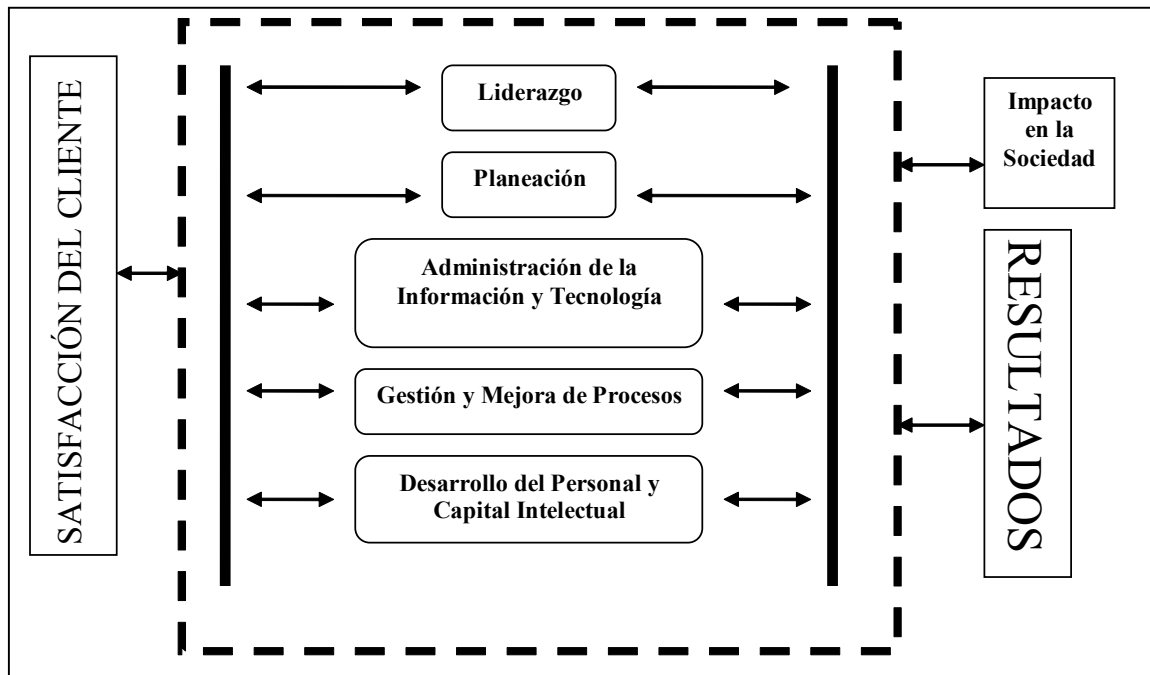 SATISFACCIÓN DEL CLIENTE
Liderazgo
Planeación
Administración de la
Información y Tecnología
Gestión y Mejora de Procesos
Desarrollo del Personal y
Capital Intelectual
Impacto
en la
Sociedad
RESULTADOS